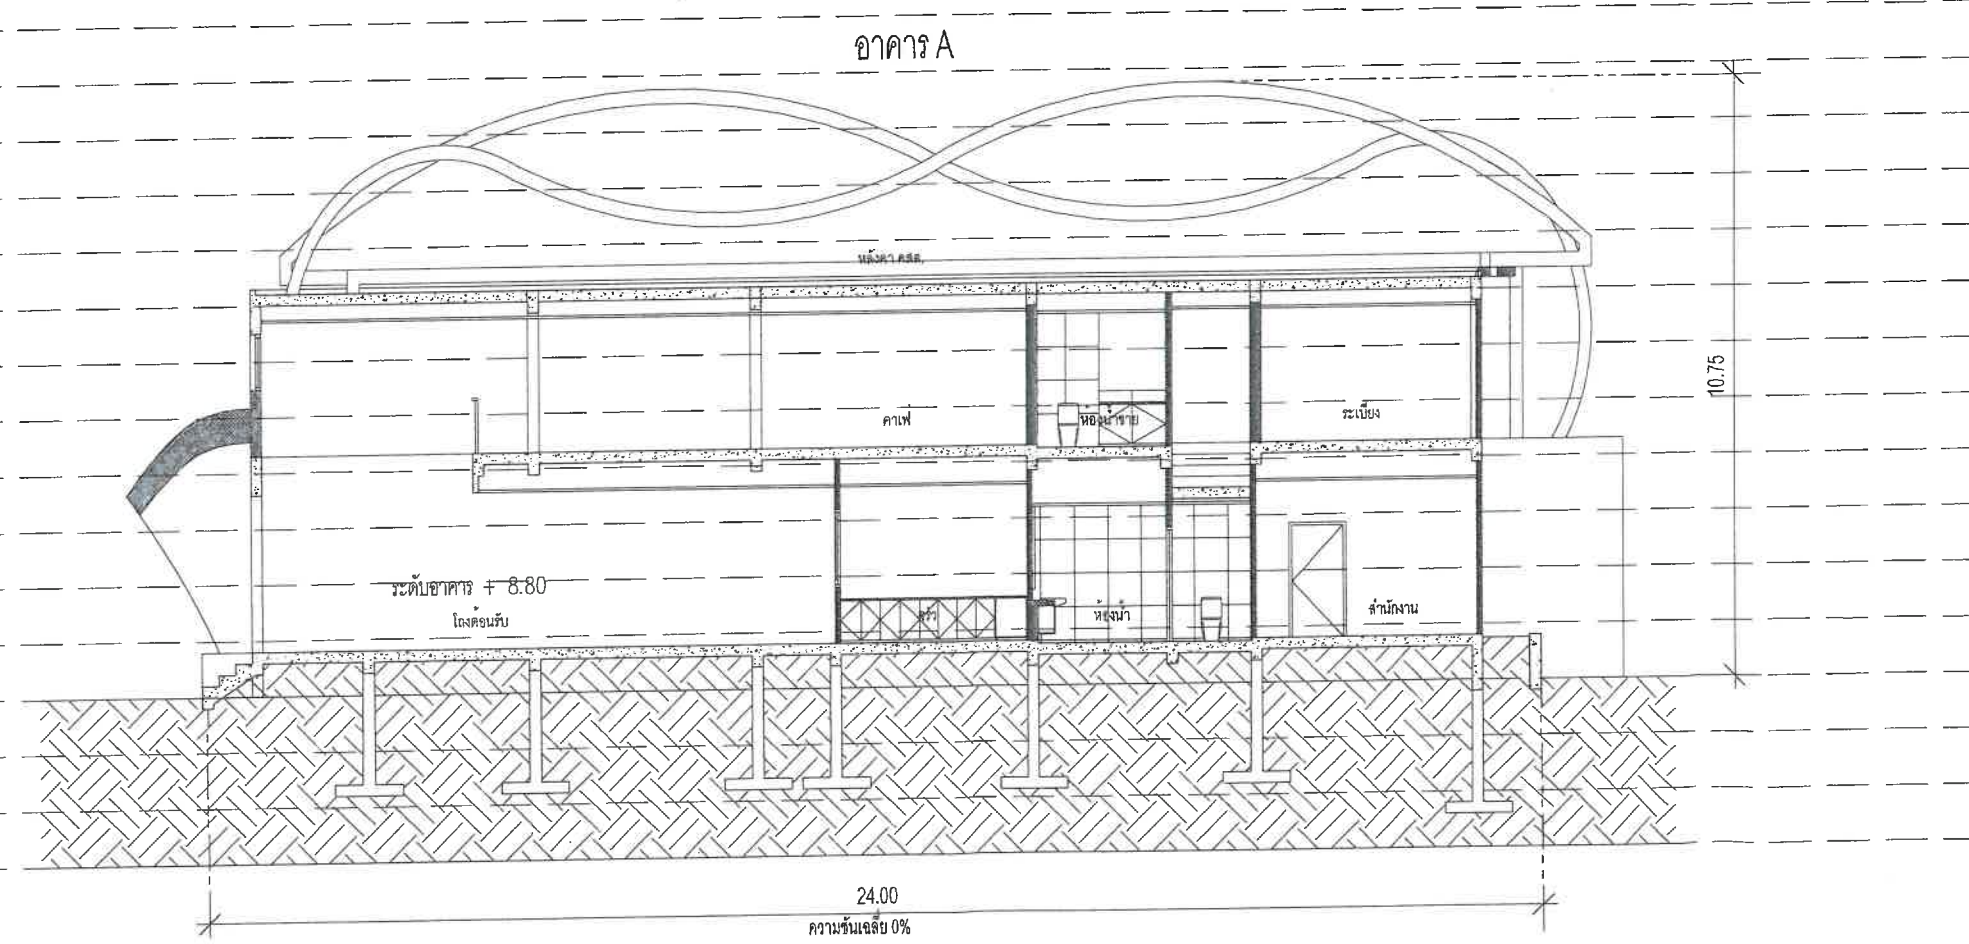 อาคาร A
หลังคา คสล.
10.75
คาเฟ่
ห้องน้ำชาย
ระเบียง
ระดับอาคาร + 8.80
โถงต้อนรับ
ครัว
ห้องน้ำ
สำนักงาน
24.00
ความชันเฉลี่ย 0%